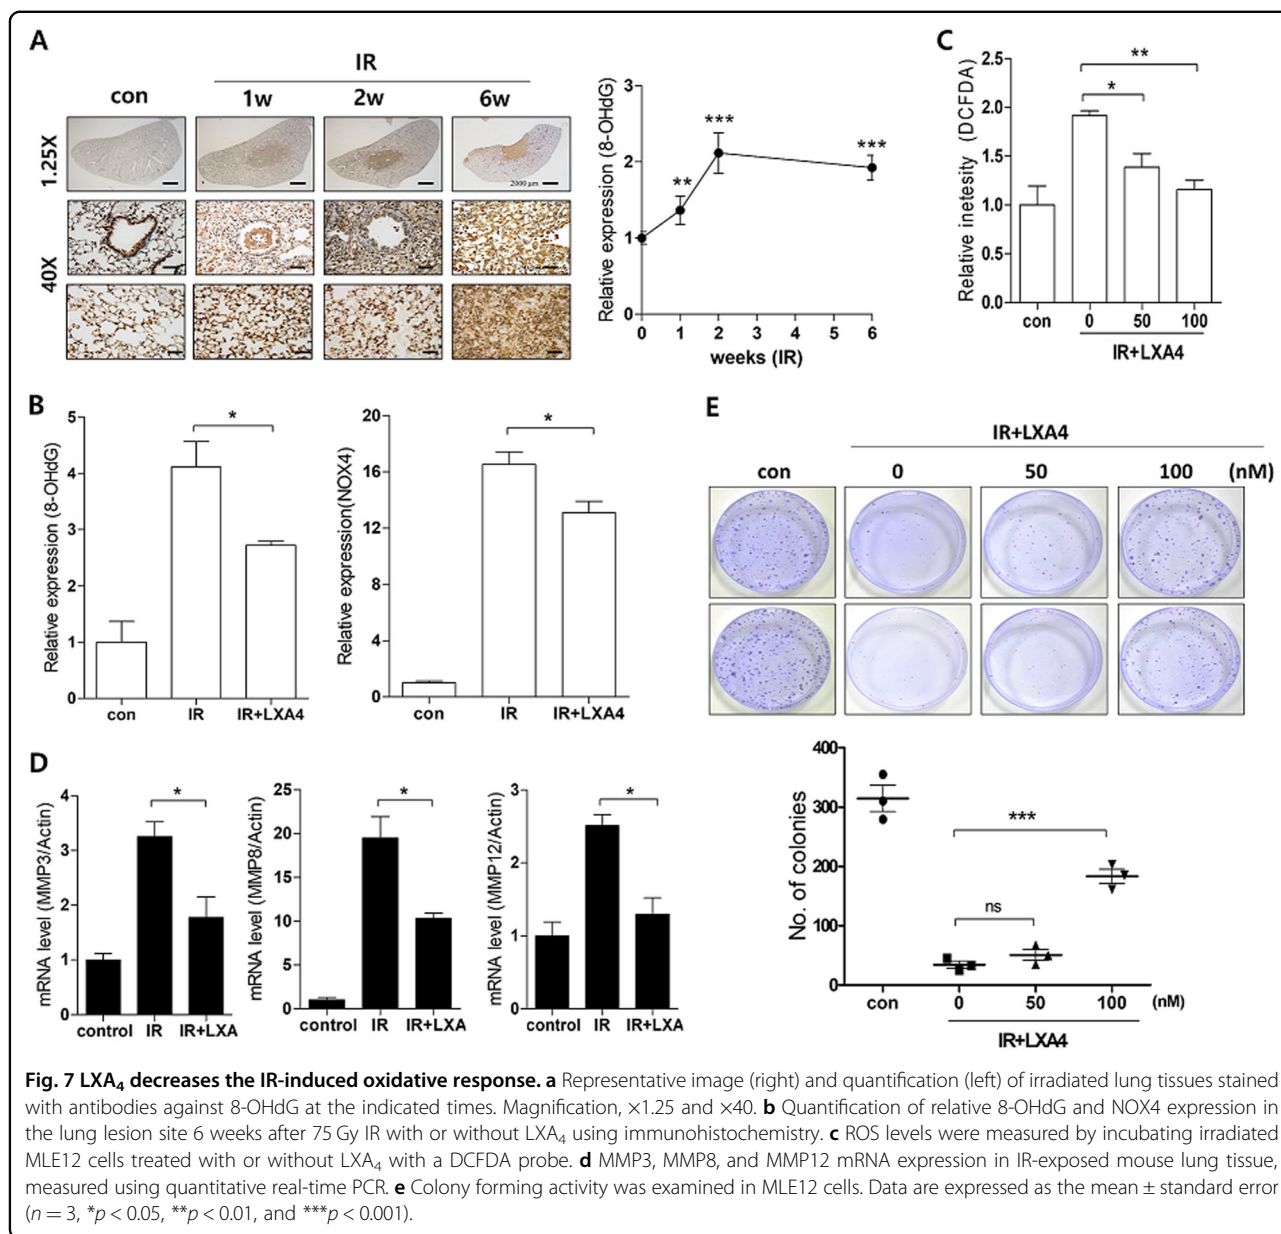 A
IR
con 1w 2w 6w
1.25X
2000 μm
40X
Relative expression (8-OHdG)
3
2
1
0
** *** ***
0 1 2 3 4 5 6
weeks (IR)
C
Relative inetesity (DCFDA)
2.5
2.0
1.5
1.0
0.5
0.0
**
*
con 0 50 100
IR+LXA4
B
Relative expression (8-OHdG)
5
4
3
2
1
0
*
con IR IR+LXA4
Relative expression(NOX4)
20
16
12
8
4
0
*
con IR IR+LXA4
E
IR+LXA4
con 0 50 100 (nM)
No. of colonies
400
300
200
100
0
***
ns
con 0 50 100 (nM)
IR+LXA4
D
mRNA level (MMP3/Actin)
4
3
2
1
0
*
control IR IR+LXA
mRNA level (MMP8/Actin)
25
20
15
10
5
0
*
control IR IR+LXA
mRNA level (MMP12/Actin)
3
2
1
0
*
control IR IR+LXA
Fig. 7 LXA₄ decreases the IR-induced oxidative response. a Representative image (right) and quantification (left) of irradiated lung tissues stained
with antibodies against 8-OHdG at the indicated times. Magnification, ×1.25 and ×40. b Quantification of relative 8-OHdG and NOX4 expression in
the lung lesion site 6 weeks after 75 Gy IR with or without LXA₄ using immunohistochemistry. c ROS levels were measured by incubating irradiated
MLE12 cells treated with or without LXA₄ with a DCFDA probe. d MMP3, MMP8, and MMP12 mRNA expression in IR-exposed mouse lung tissue,
measured using quantitative real-time PCR. e Colony forming activity was examined in MLE12 cells. Data are expressed as the mean ± standard error
(n = 3, *p < 0.05, **p < 0.01, and ***p < 0.001).